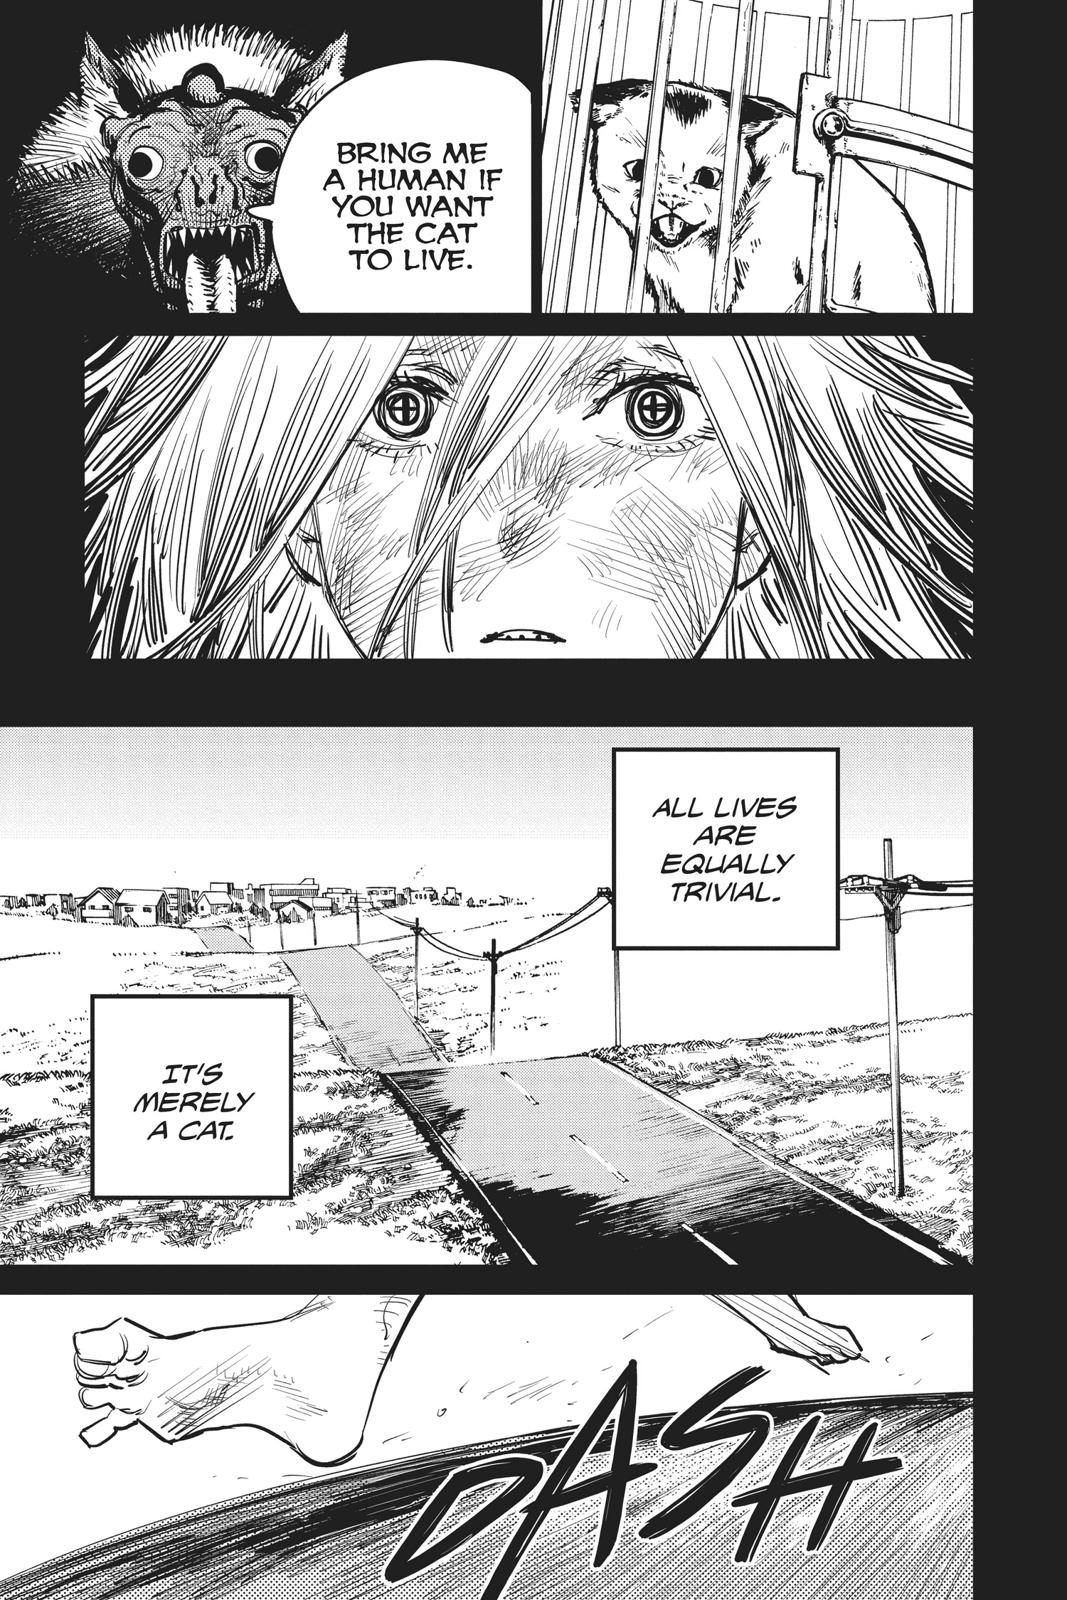 BRING ME
A HUMAN IF
YOU WANT
THE CAT
TO LIVE.
ALL LIVES
ARE
EQUALLY
TRIVIAL.
IT'S
MERELY
A CAT.
DASH